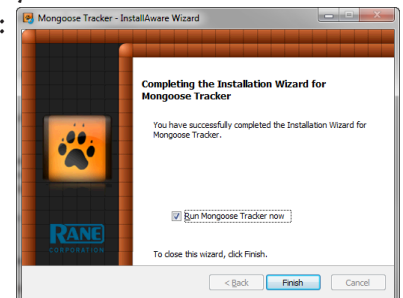 :
Mongoose Tracker - InstallAware Wizard
Completing the Installation Wizard for
Mongoose Tracker
You have successfully completed the Installation Wizard for
Mongoose Tracker.
Run Mongoose Tracker now
RANE
CORPORATION
To close this wizard, click Finish.
< Back
Finish
Cancel